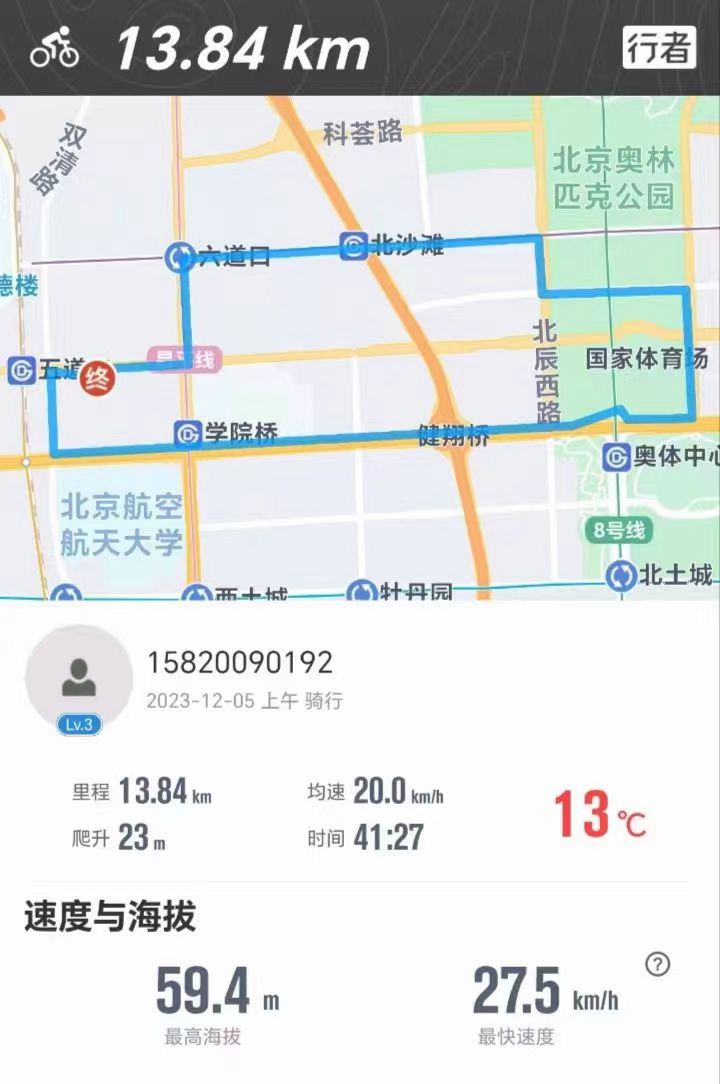 13.84 km
行者
双清路
科荟路
北京奥林
匹克公园
六道口
北沙滩
德楼
五道
终
昌平线
北辰西路
国家体育场
学院桥
健翔桥
奥体中心
北京航空
航天大学
8号线
北土城
西土城
牡丹园
15820090192
Lv.3
2023-12-05 上午 骑行
里程 13.84 km
均速 20.0 km/h
爬升 23 m
时间 41:27
13℃
速度与海拔
59.4 m
27.5 km/h
?
最高海拔
最快速度